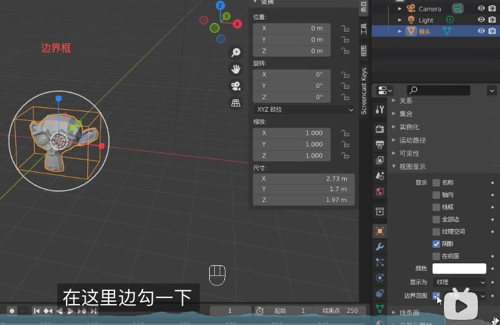 边界框
变换
位置:
X 0 m
Y 0 m
Z 0 m
旋转:
X 0°
Y 0°
Z 0°
XYZ 欧拉
缩放:
X 1.000
Y 1.000
Z 1.000
尺寸:
X 2.73 m
Y 1.7 m
Z 1.97 m
条目
工具
视图
Screencast Keys
Camera
Light
猴头
关系
集合
实例化
运动路径
可见性
视图显示
显示 名称
轴向
线框
全部边
纹理空间
阴影
在前面
颜色
显示为 纹理
边界范围
线条画
在这里边勾一下
1
起始 1
结束点 250